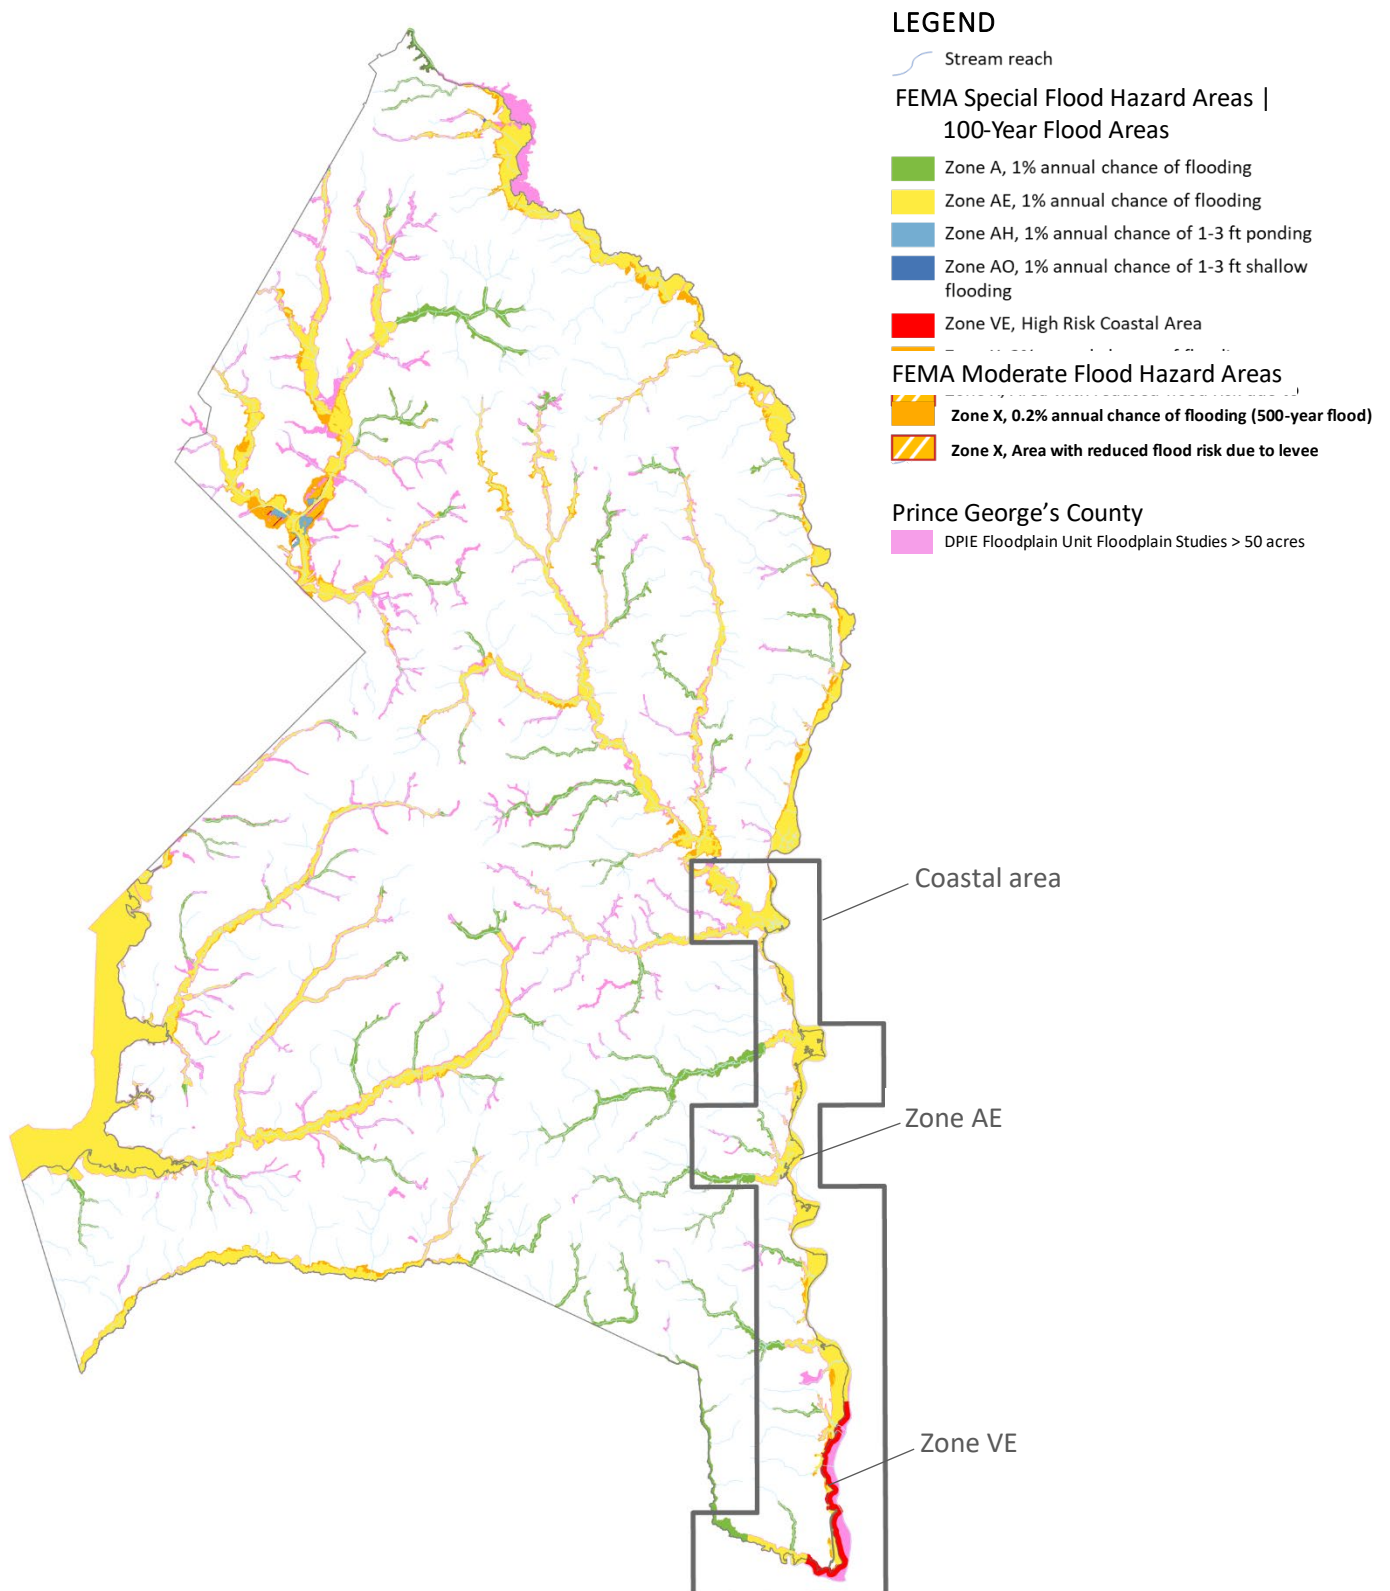 LEGEND
Stream reach
FEMA Special Flood Hazard Areas |
100-Year Flood Areas
Zone A, 1% annual chance of flooding
Zone AE, 1% annual chance of flooding
Zone AH, 1% annual chance of 1-3 ft ponding
Zone AO, 1% annual chance of 1-3 ft shallow
flooding
Zone VE, High Risk Coastal Area
FEMA Moderate Flood Hazard Areas
Zone X, 0.2% annual chance of flooding (500-year flood)
Zone X, Area with reduced flood risk due to levee
Prince George's County
DPIE Floodplain Unit Floodplain Studies > 50 acres
Coastal area
Zone AE
Zone VE